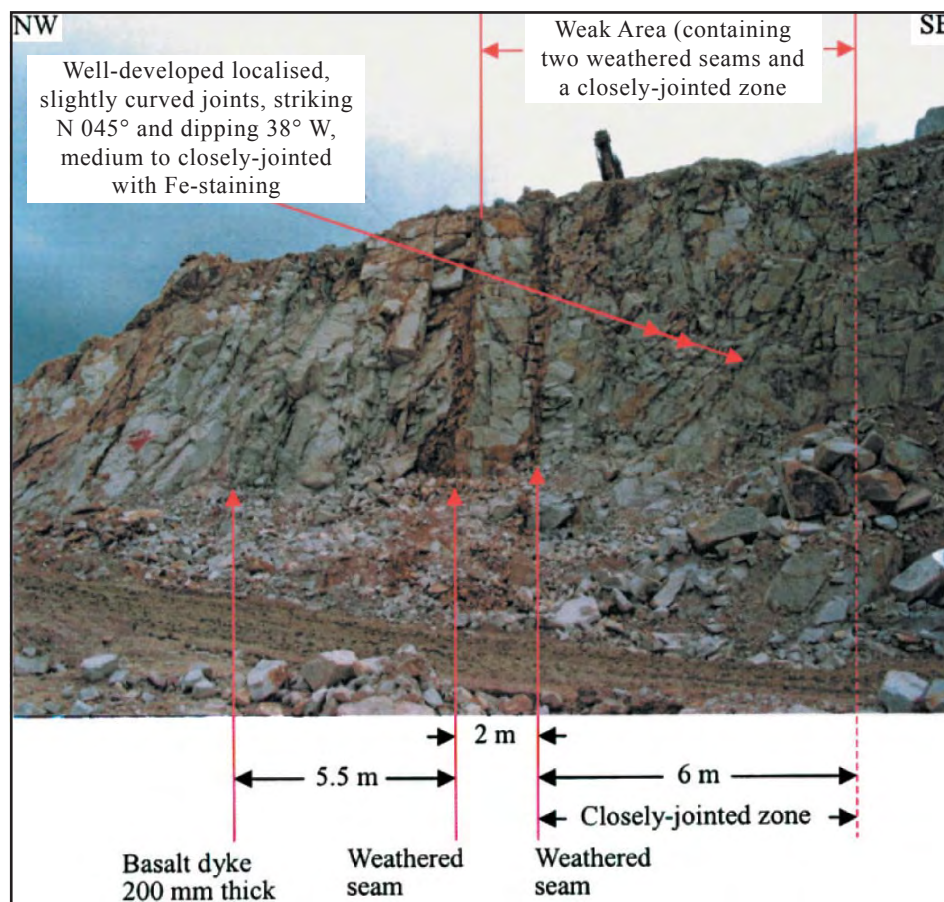 NW
SE
Weak Area (containing
two weathered seams and
a closely-jointed zone
Well-developed localised,
slightly curved joints, striking
N 045° and dipping 38° W,
medium to closely-jointed
with Fe-staining
2 m
5.5 m
6 m
Closely-jointed zone
Basalt dyke
200 mm thick
Weathered
seam
Weathered
seam